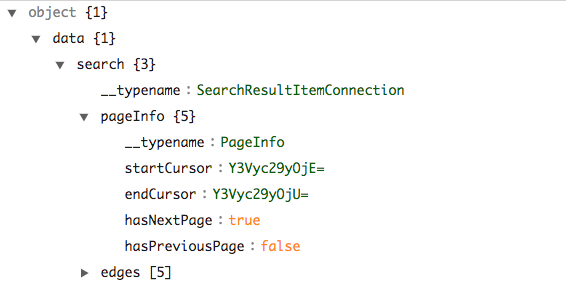 object {1}
data {1}
search {3}
__typename : SearchResultItemConnection
pageInfo {5}
__typename : PageInfo
startCursor : Y3Vyc29yOjE=
endCursor : Y3Vyc29yOjU=
hasNextPage : true
hasPreviousPage : false
edges [5]